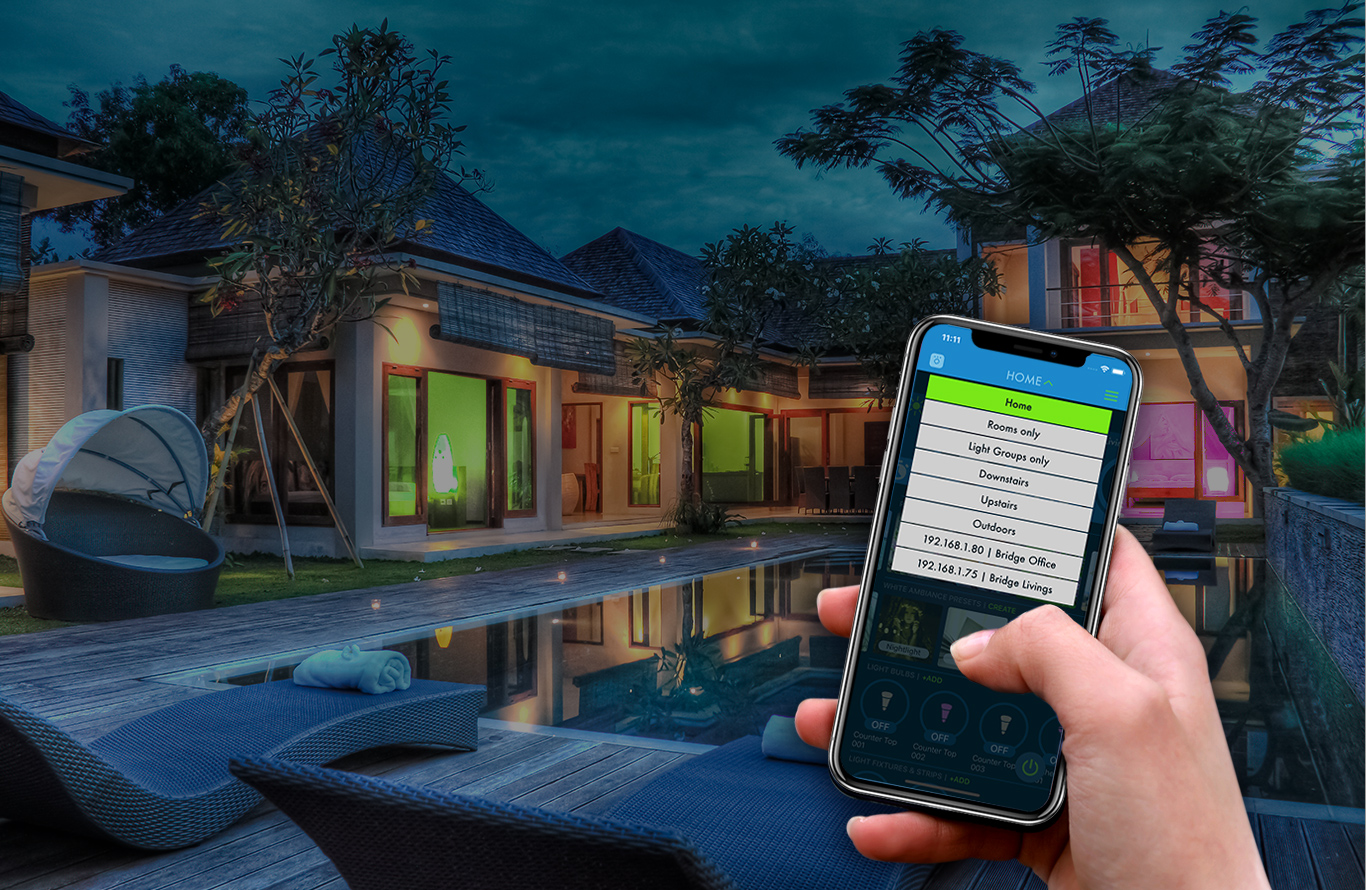 11:11
HOME
Home
Rooms only
Light Groups only
Downstairs
Upstairs
Outdoors
192.168.1.80 | Bridge Office
192.168.1.75 | Bridge Livings
WHITE AMBIANCE PRESETS | CREATE
Nightlight
LIGHT BULBS | +ADD
OFF OFF OFF
Counter Top 001
Counter Top 002
Counter Top 003
LIGHT FIXTURES & STRIPS | +ADD